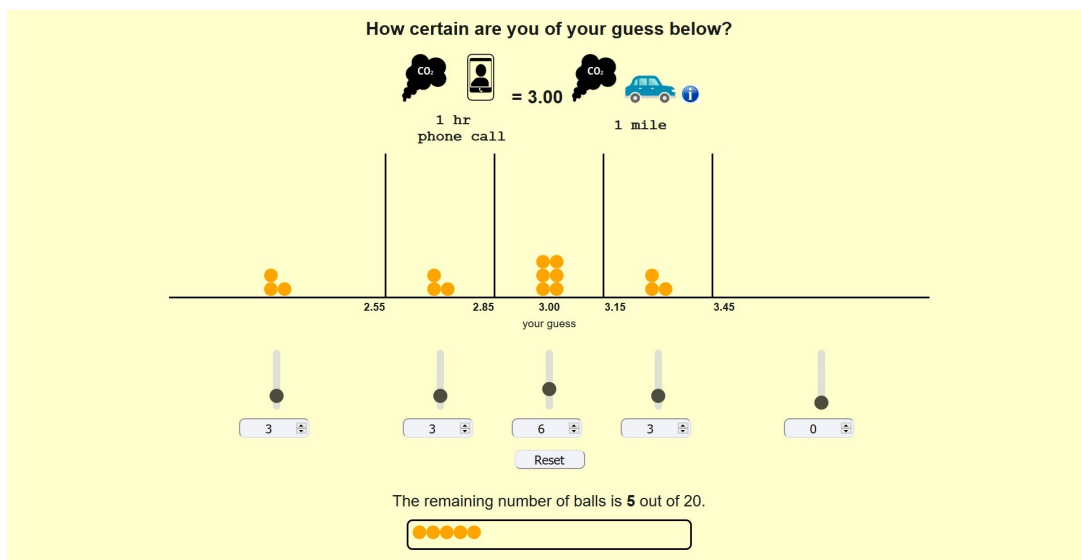 How certain are you of your guess below?
CO₂ = 3.00 CO₂ i
1 hr
phone call
1 mile
2.55 2.85 3.00 3.15 3.45
your guess
3 3 6 3 0
Reset
The remaining number of balls is 5 out of 20.